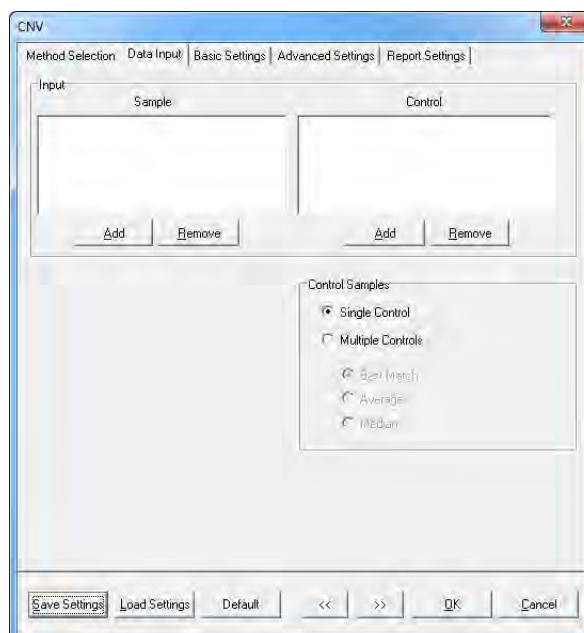 CNV
Method Selection Data Input Basic Settings Advanced Settings Report Settings
Input
Sample Control
Add Remove Add Remove
Control Samples
Single Control
Multiple Controls
Best Match
Average
Median
Save Settings Load Settings Default << >> OK Cancel